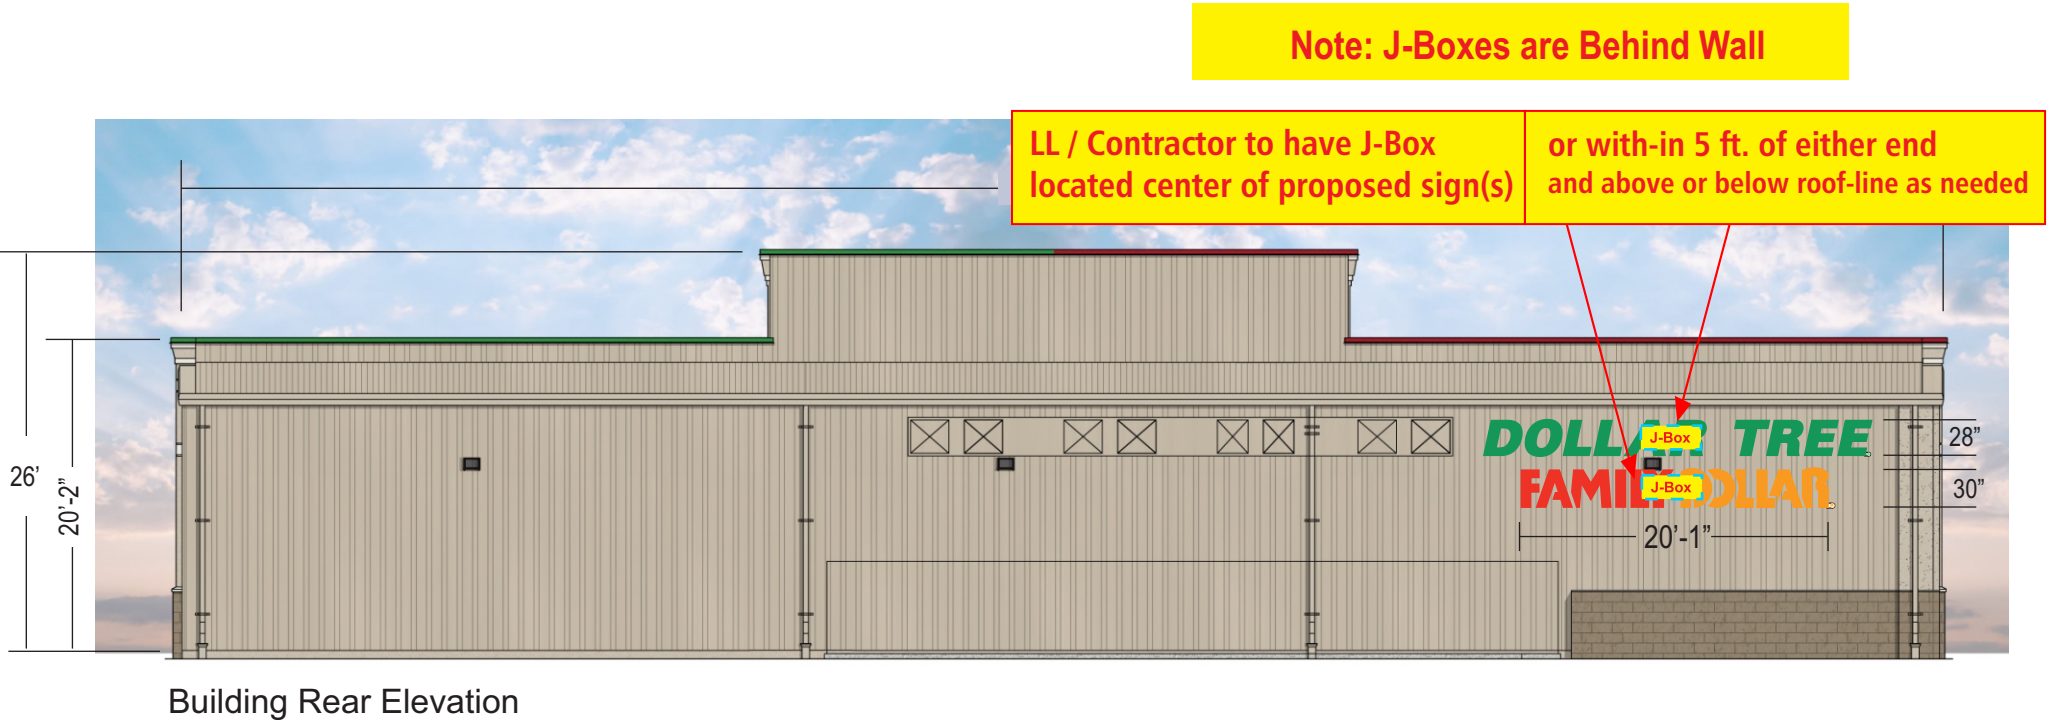 Note: J-Boxes are Behind Wall
LL / Contractor to have J-Box
located center of proposed sign(s)
or with-in 5 ft. of either end
and above or below roof-line as needed
DOLLAR TREE
J-Box
28”
FAMILY DOLLAR
J-Box
30”
26’
20’-2”
20’-1”
Building Rear Elevation